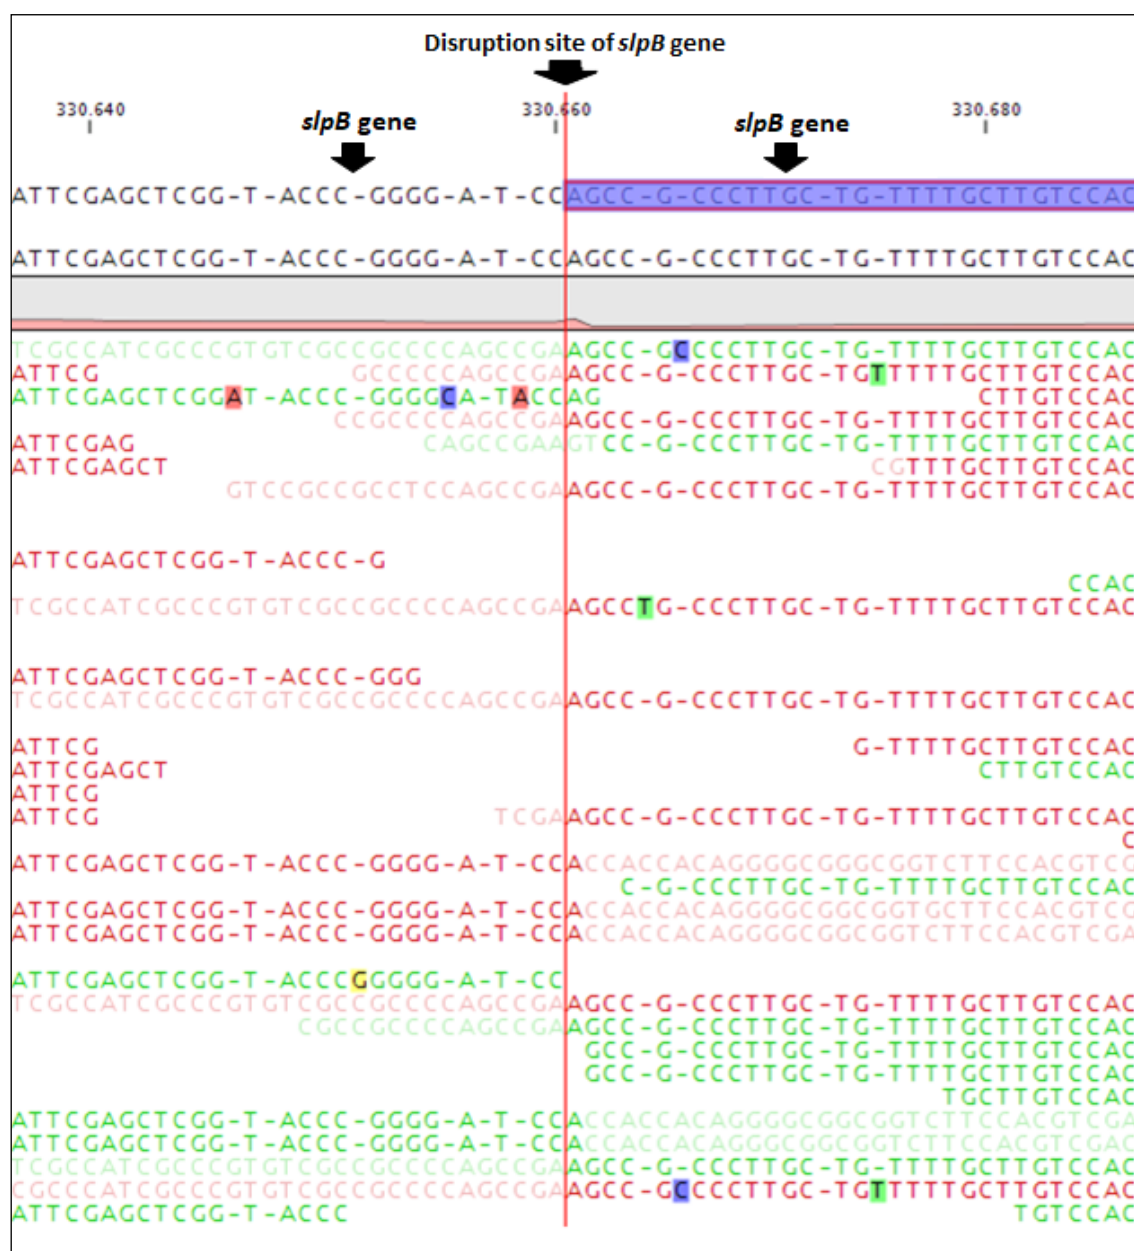 Disruption site of slpB gene
330.640 330.660 330.680
slpB gene slpB gene
ATTCGAGCTCGG-T-ACCC-GGGG-A-T-CCAGCC-G-CCCTTGC-TG-TTTTGCTTGTCCAC
ATTCGAGCTCGG-T-ACCC-GGGG-A-T-CCAGCC-G-CCCTTGC-TG-TTTTGCTTGTCCAC
TCGCCATCGCCCGTGTCGCCGCCCCAGCCGAAGCC-GCCCCTTGC-TG-TTTTGCTTGTCCAC
ATTCG GCCCCCAGCCGAAGCC-G-CCCTTGC-TGTTTTTGCTTGTCCAC
ATTCGAGCTCGGAT-ACCC-GGGGCA-TACCAG CTTGTCCAC
CCGCCCCAGCCGAAGCC-G-CCCTTGC-TG-TTTTGCTTGTCCAC
ATTCGAG CAGCCGAAGTCC-G-CCCTTGC-TG-TTTTGCTTGTCCAC
ATTCGAGCT CGTTTGCTTGTCCAC
GTCCGCCGCCTCCAGCCGAAGCC-G-CCCTTGC-TG-TTTTGCTTGTCCAC
ATTCGAGCTCGG-T-ACCC-G
CCAC
TCGCCATCGCCCGTGTCGCCGCCCCAGCCGAAGCCTG-CCCTTGC-TG-TTTTGCTTGTCCAC
ATTCGAGCTCGG-T-ACCC-GGG
TCGCCATCGCCCGTGTCGCCGCCCCAGCCGAAGCC-G-CCCTTGC-TG-TTTTGCTTGTCCAC
ATTCG G-TTTTGCTTGTCCAC
ATTCGAGCT CTTGTCCAC
ATTCG
ATTCG TCGAAGCC-G-CCCTTGC-TG-TTTTGCTTGTCCAC
C
ATTCGAGCTCGG-T-ACCC-GGGG-A-T-CCACCACCACAGGGGCGGGCGGTCTTCCACGTCG
C-G-CCCTTGC-TG-TTTTGCTTGTCCAC
ATTCGAGCTCGG-T-ACCC-GGGG-A-T-CCACCACCACAGGGGCGGCGGTGCTTCCACGTCG
ATTCGAGCTCGG-T-ACCC-GGGG-A-T-CCACCACCACAGGGGCGGCGGTCTTCCACGTCGA
ATTCGAGCTCGG-T-ACCCGGGGG-A-T-CC
TCGCCATCGCCCGTGTCGCCGCCCCAGCCGAAGCC-G-CCCTTGC-TG-TTTTGCTTGTCCAC
CGCCGCCCCAGCCGAAGCC-G-CCCTTGC-TG-TTTTGCTTGTCCAC
GCC-G-CCCTTGC-TG-TTTTGCTTGTCCAC
GCC-G-CCCTTGC-TG-TTTTGCTTGTCCAC
TGCTTGTCCAC
ATTCGAGCTCGG-T-ACCC-GGGG-A-T-CCACCACCACAGGGGCGGCGGTCTTCCACGTCGA
ATTCGAGCTCGG-T-ACCC-GGGG-A-T-CCACCACCACAGGGCGGCGGTCTTCCACGTCGAC
TCGCCATCGCCCGTGTCGCCGCCCCAGCCGAAGCC-G-CCCTTGC-TG-TTTTGCTTGTCCAC
CGCCCATCGCCCGTGTCGCCGCCCCAGCCGAAGCC-GCCCCTTGC-TGTTTTTGCTTGTCCAC
ATTCGAGCTCGG-T-ACCC TGTCCAC